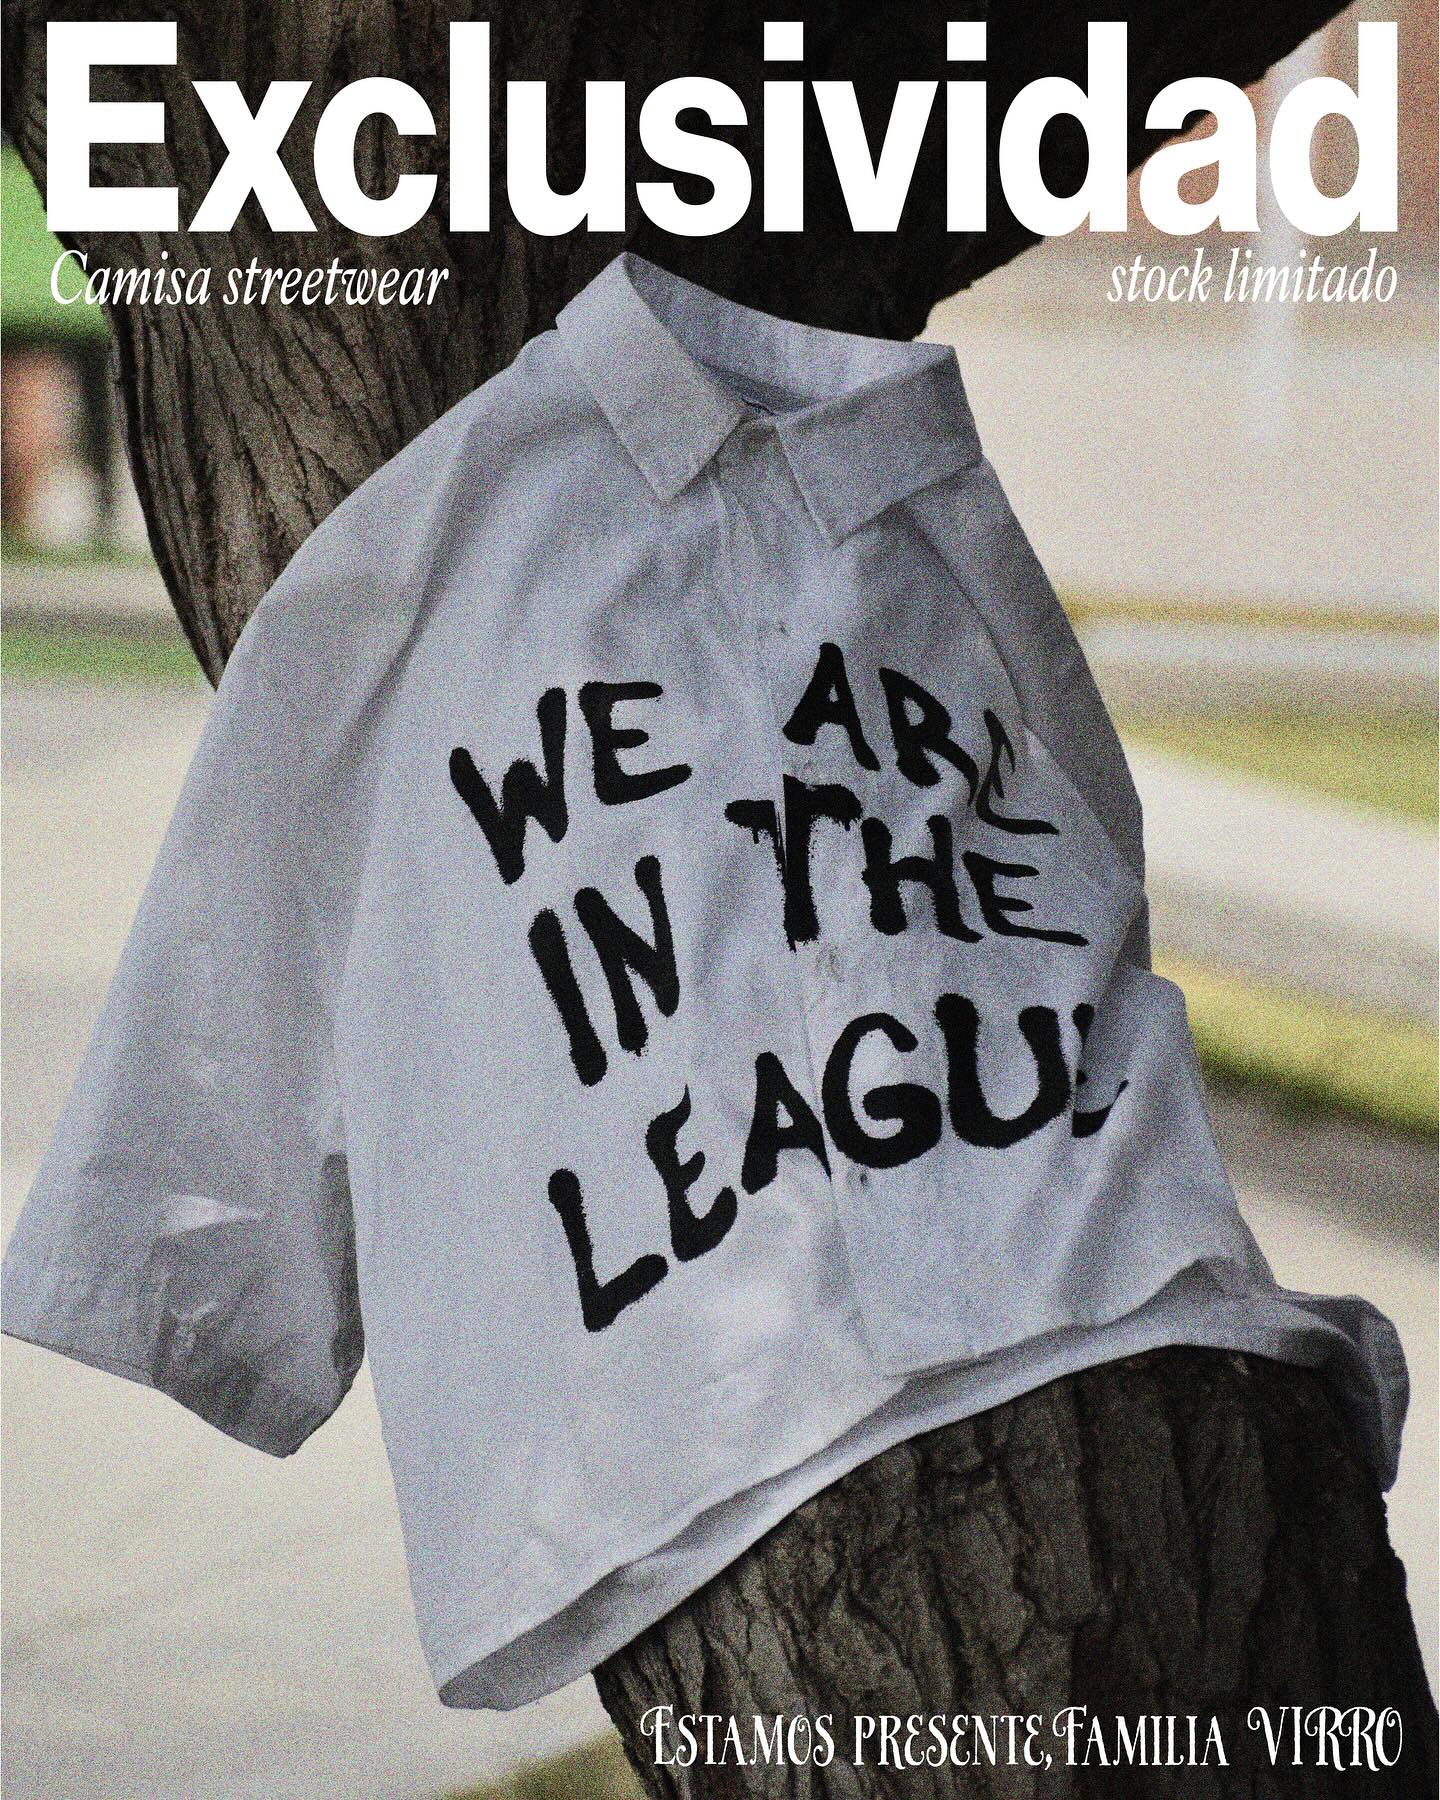 Exclusividad
Camisa streetwear
stock limitado
WE ARE
IN THE
LEAGUE
ESTAMOS PRESENTE, FAMILIA VIRRO